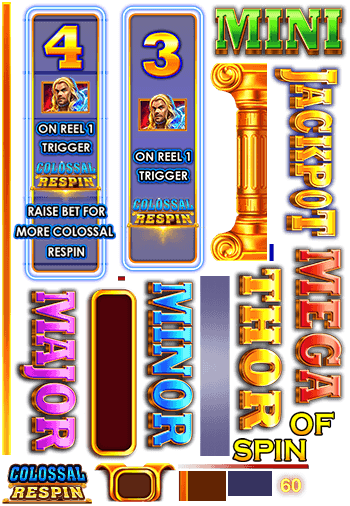 4
ON REEL 1
TRIGGER
COLOSSAL
RESPIN
RAISE BET FOR
MORE COLOSSAL
RESPIN
3
ON REEL 1
TRIGGER
COLOSSAL
RESPIN
MINI
JACKPOT
MAJOR
MINOR
THOR
MEGA
OF
SPIN
COLOSSAL
RESPIN
60